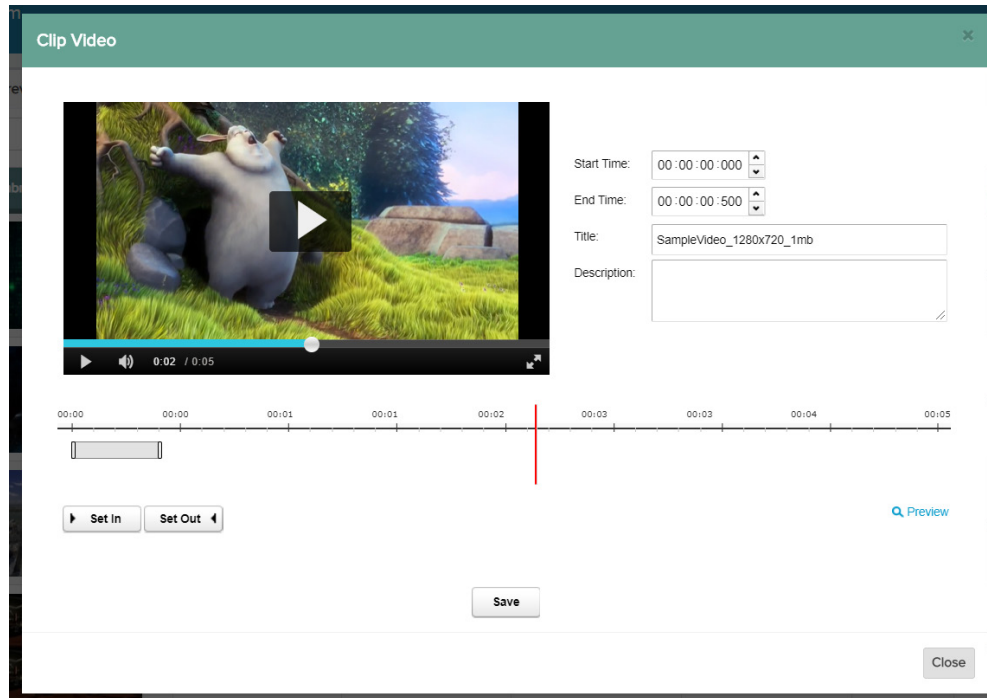 m
Clip Video
×
rev
Start Time: 00:00:00:000
End Time: 00:00:00:500
Title: SampleVideo_1280x720_1mb
Description:
0:02 / 0:05
00:00 00:00 00:01 00:01 00:02 00:03 00:03 00:04 00:05
Set In Set Out
Preview
Save
Close